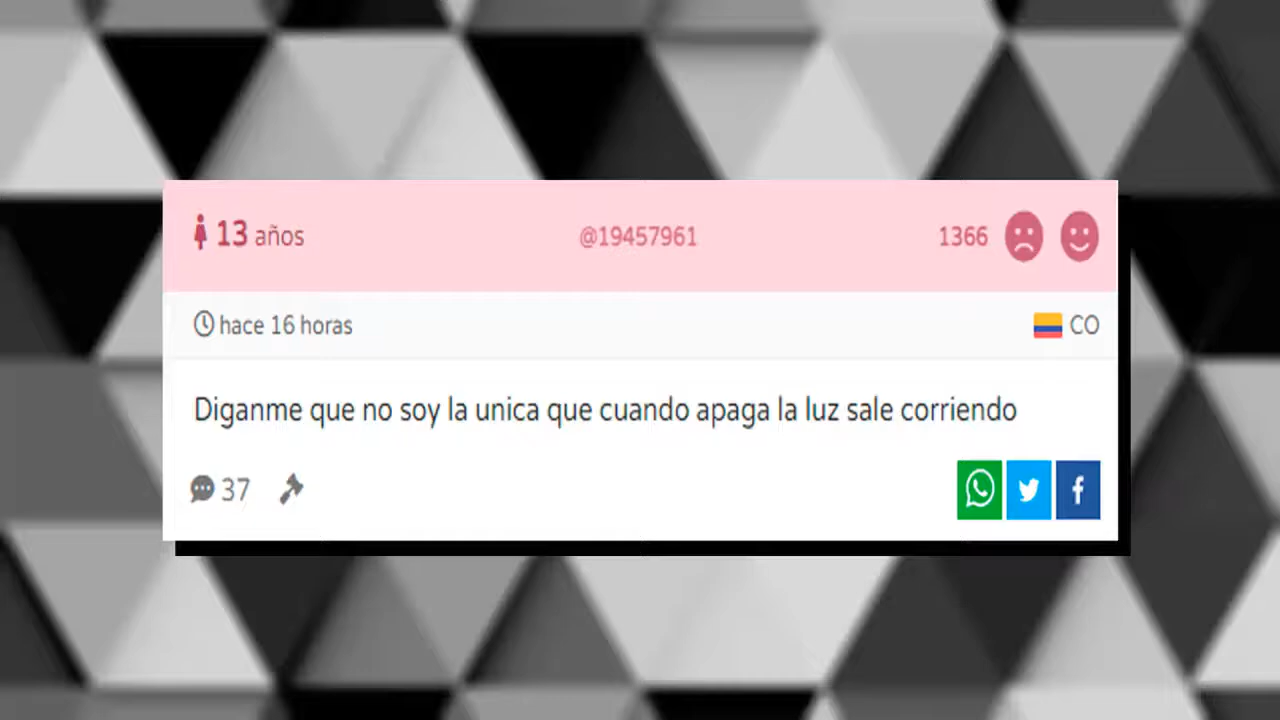 13 años @19457961 1366
hace 16 horas CO
Diganme que no soy la unica que cuando apaga la luz sale corriendo
37